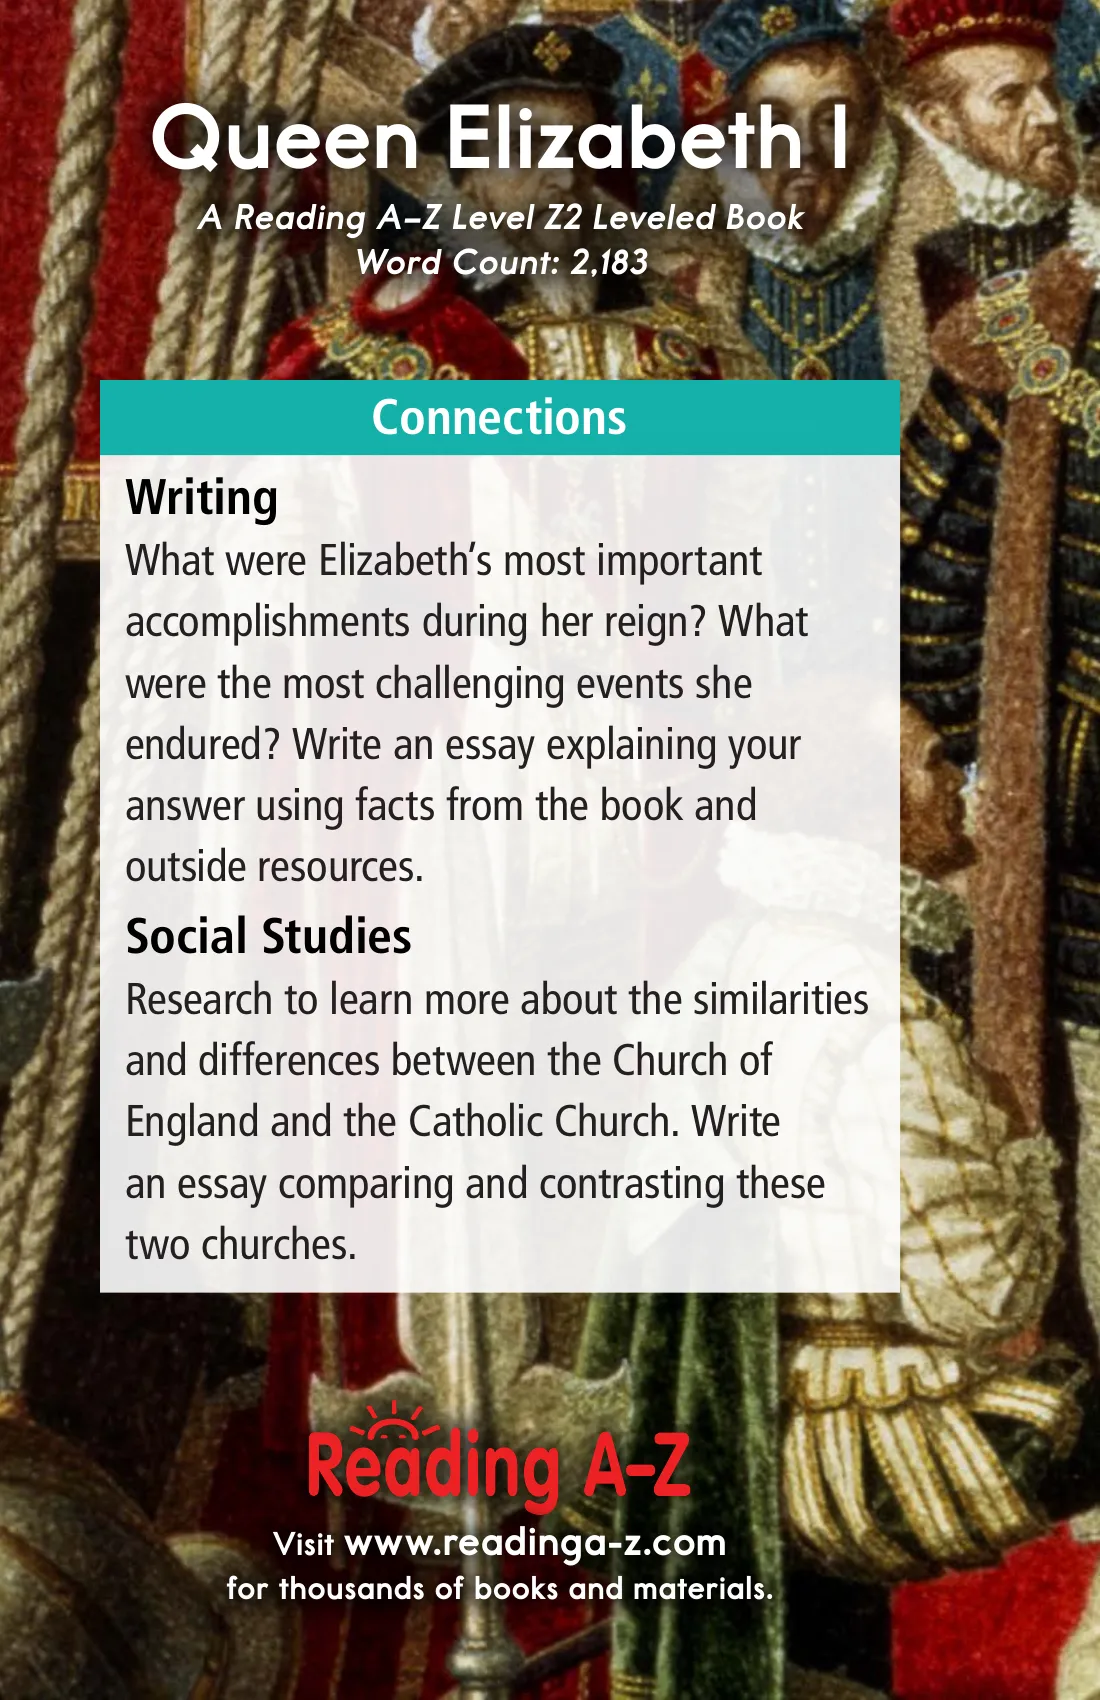 Queen Elizabeth I
A Reading A–Z Level Z2 Leveled Book
Word Count: 2,183
Connections
Writing
What were Elizabeth’s most important
accomplishments during her reign? What
were the most challenging events she
endured? Write an essay explaining your
answer using facts from the book and
outside resources.
Social Studies
Research to learn more about the similarities
and differences between the Church of
England and the Catholic Church. Write
an essay comparing and contrasting these
two churches.
Reading A–Z
Visit www.readinga-z.com
for thousands of books and materials.